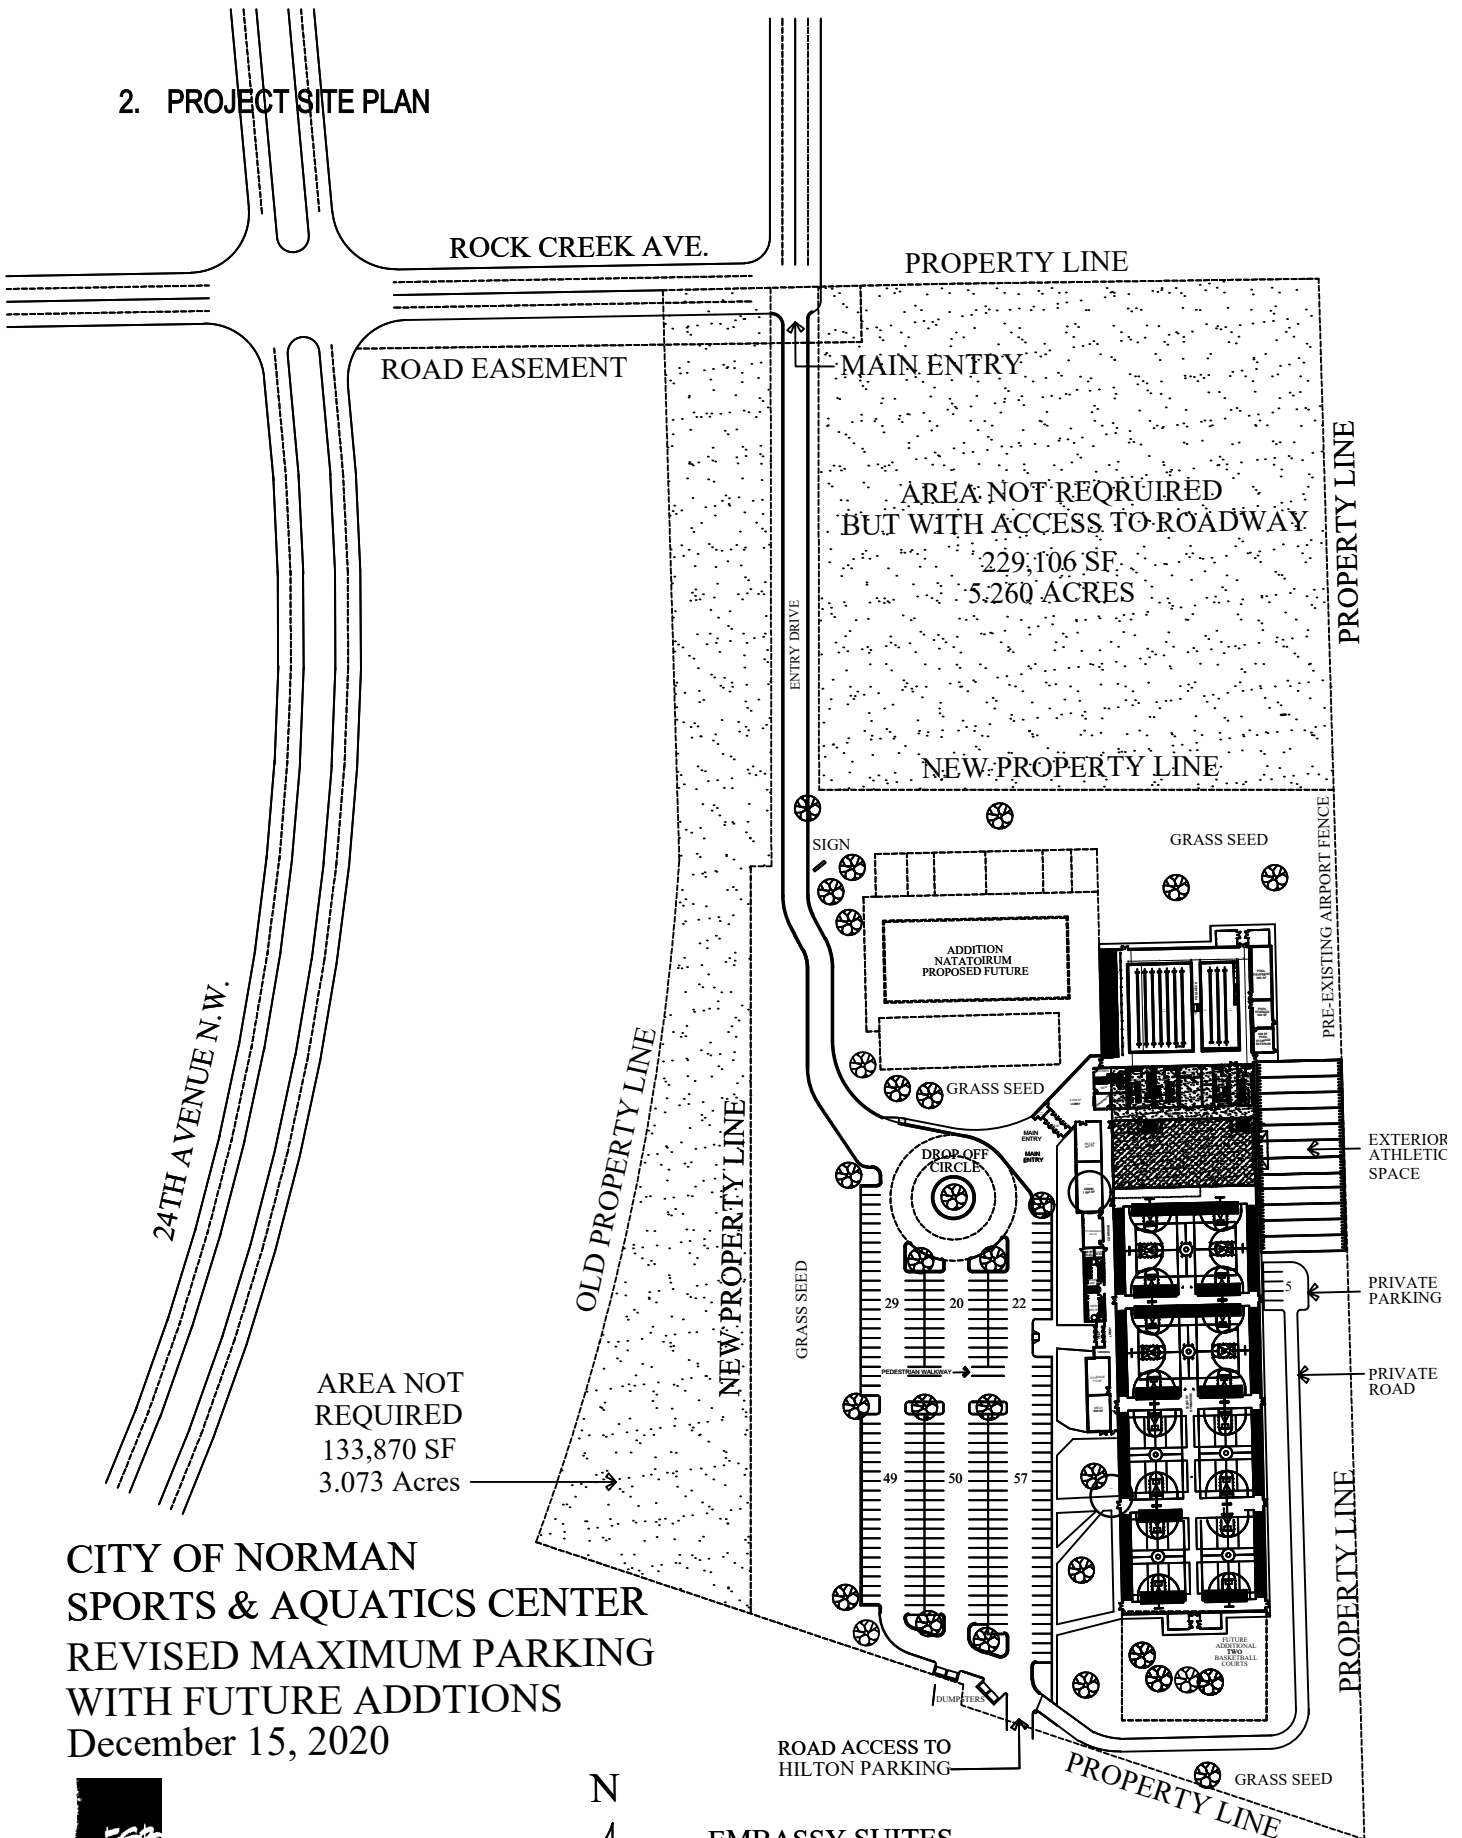 2. PROJECT SITE PLAN
ROCK CREEK AVE.
PROPERTY LINE
ROAD EASEMENT
MAIN ENTRY
AREA NOT REQRUIRED
BUT WITH ACCESS TO ROADWAY
229,106 SF
5.260 ACRES
PROPERTY LINE
ENTRY DRIVE
NEW PROPERTY LINE
SIGN
GRASS SEED
PRE-EXISTING AIRPORT FENCE
ADDITION
NATATOIRUM
PROPOSED FUTURE
24TH AVENUE N.W.
OLD PROPERTY LINE
NEW PROPERTY LINE
GRASS SEED
MAIN
ENTRY
MAIN
ENTRY
DROP-OFF
CIRCLE
EXTERIOR
ATHLETIC
SPACE
GRASS SEED
29
20
22
5
PRIVATE
PARKING
PEDESTRIAN WALKWAY
PRIVATE
ROAD
AREA NOT
REQUIRED
133,870 SF
3.073 Acres
49
50
57
PROPERTY LINE
CITY OF NORMAN
SPORTS & AQUATICS CENTER
REVISED MAXIMUM PARKING
WITH FUTURE ADDTIONS
December 15, 2020
FUTURE
ADDITIONAL
TWO
BASKETBALL
COURTS
DUMPSTERS
ROAD ACCESS TO
HILTON PARKING
PROPERTY LINE
GRASS SEED
N
EMBASSY SUITES